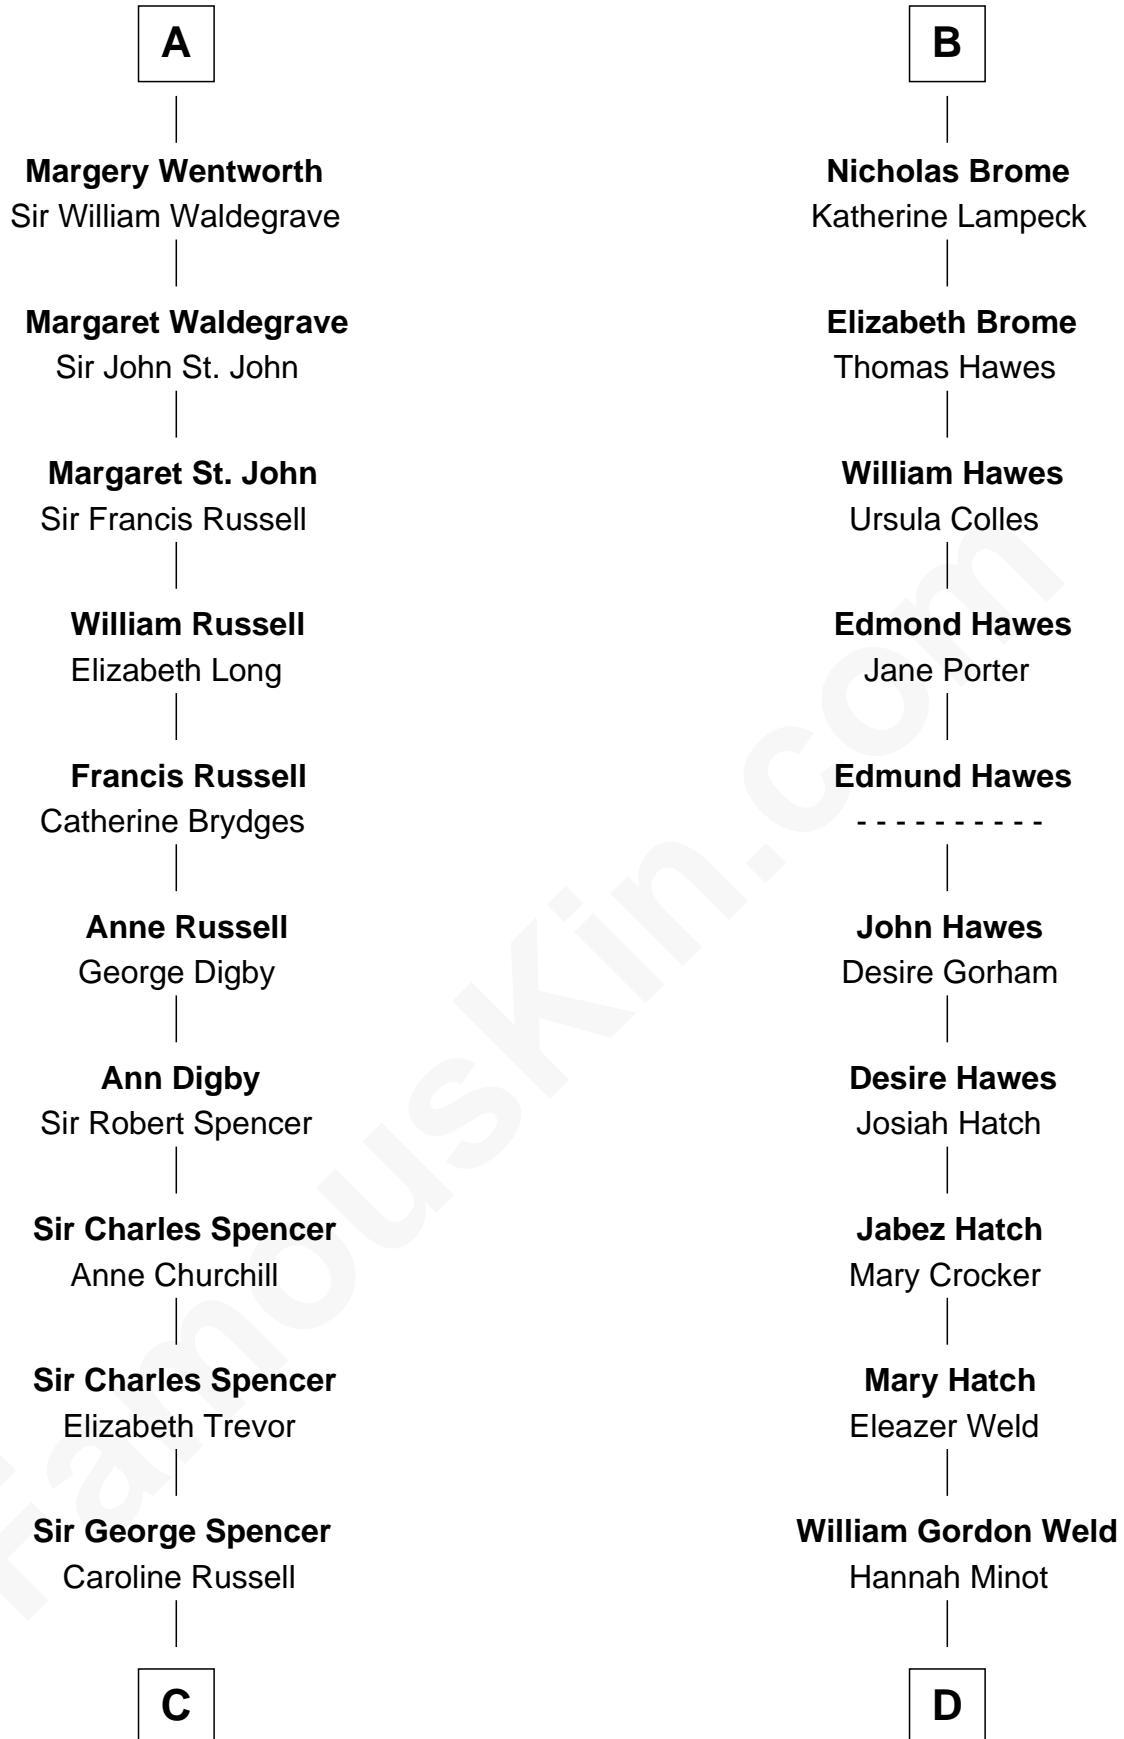 A
Margery Wentworth
Sir William Waldegrave
Margaret Waldegrave
Sir John St. John
Margaret St. John
Sir Francis Russell
William Russell
Elizabeth Long
Francis Russell
Catherine Brydges
Anne Russell
George Digby
Ann Digby
Sir Robert Spencer
Sir Charles Spencer
Anne Churchill
Sir Charles Spencer
Elizabeth Trevor
Sir George Spencer
Caroline Russell
C
B
Nicholas Brome
Katherine Lampeck
Elizabeth Brome
Thomas Hawes
William Hawes
Ursula Colles
Edmond Hawes
Jane Porter
Edmund Hawes
- - - - - - - - - -
John Hawes
Desire Gorham
Desire Hawes
Josiah Hatch
Jabez Hatch
Mary Crocker
Mary Hatch
Eleazer Weld
William Gordon Weld
Hannah Minot
D
FamousKin.com